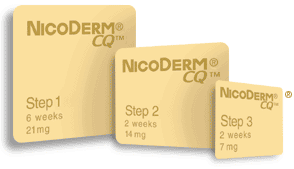 NICODERM®
CQ™
Step 1
6 weeks
21mg
NICODERM®
CQ™
Step 2
2 weeks
14 mg
NICODERM®
CQ™
Step 3
2 weeks
7 mg